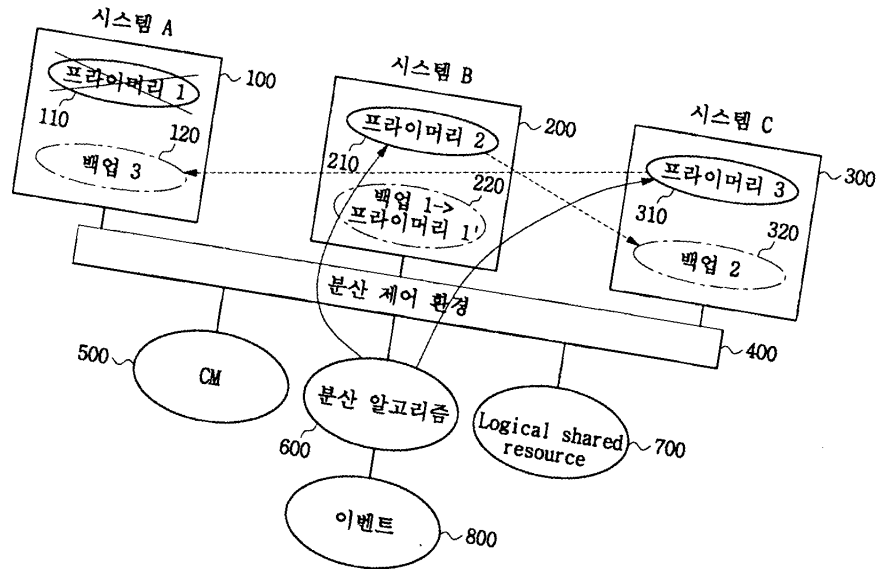 시스템 A
프라이머리 1
100
110
120
백업 3
시스템 B
프라이머리 2
200
210
220
백업 1->
프라이머리 1'
시스템 C
프라이머리 3
300
310
320
백업 2
분산 제어 환경
400
500
CM
분산 알고리즘
600
Logical shared
resource
700
이벤트
800